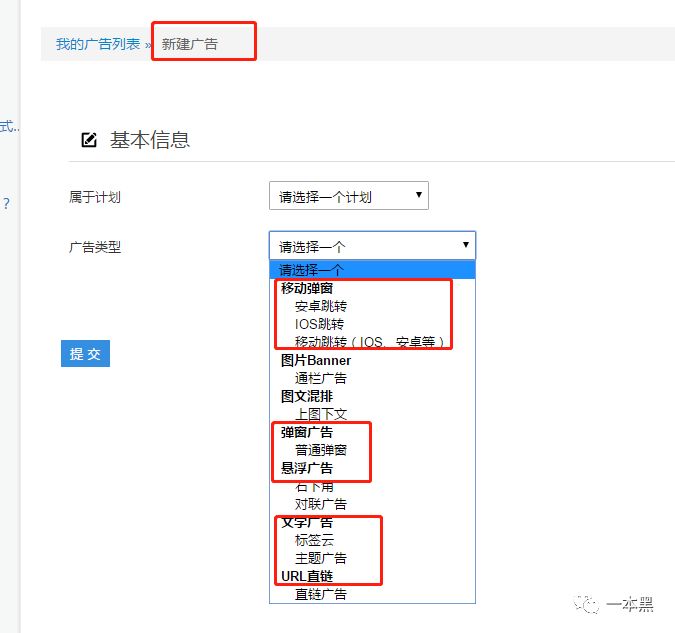 我的广告列表 » 新建广告
式..
基本信息
?
属于计划 请选择一个计划
广告类型 请选择一个
请选择一个
移动弹窗
安卓跳转
IOS跳转
移动跳转（IOS、安卓等）
提 交
图片Banner
通栏广告
图文混排
上图下文
弹窗广告
普通弹窗
悬浮广告
右下角
对联广告
文字广告
标签云
主题广告
URL直链
直链广告
一本黑